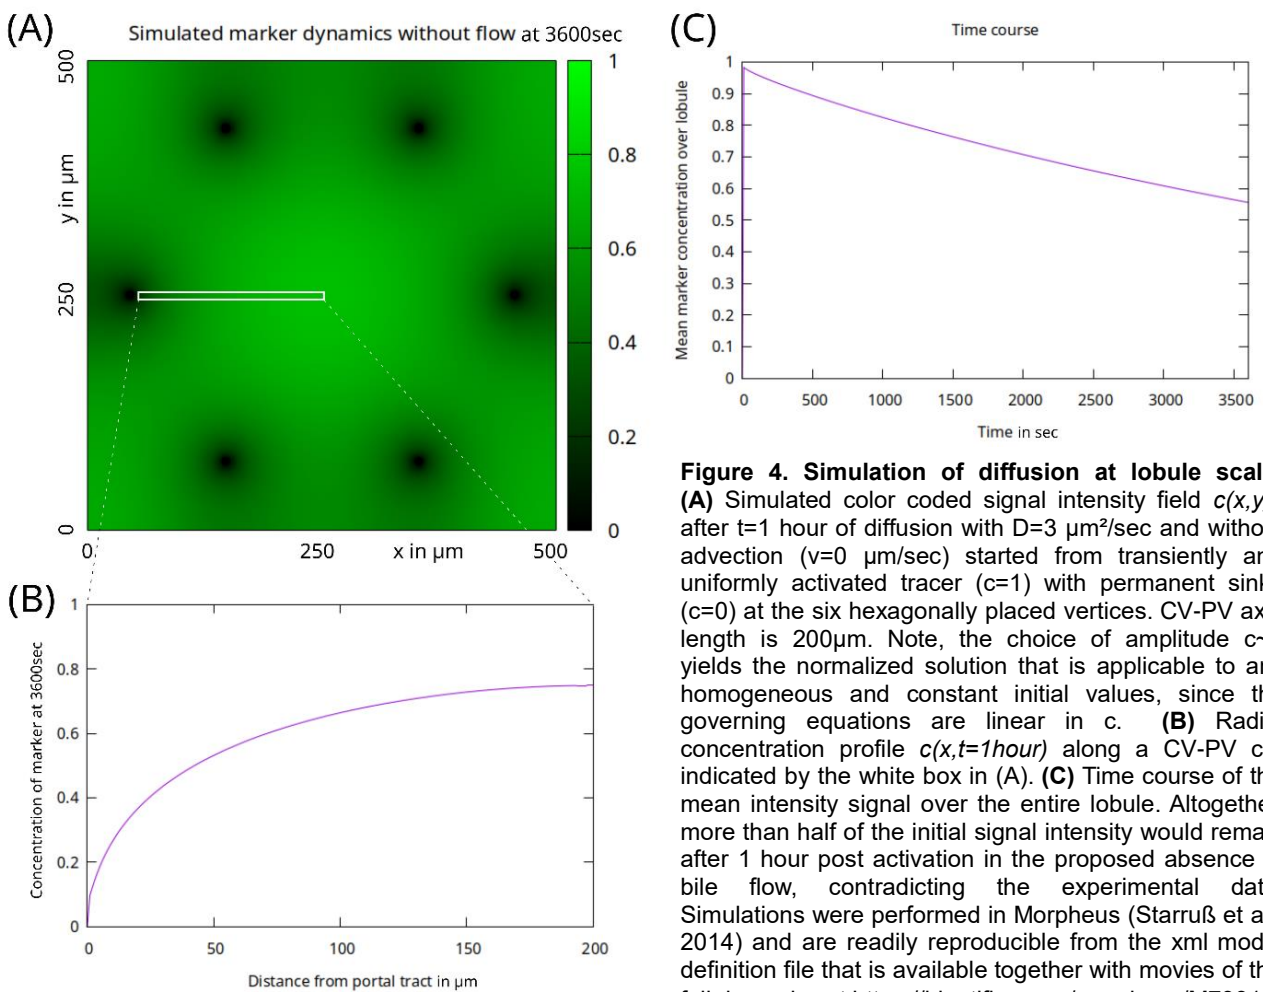 (A)
Simulated marker dynamics without flow at 3600sec
500
y in µm
250
0
0
250
x in µm
500
1
0.8
0.6
0.4
0.2
0
(B)
1
0.8
0.6
0.4
0.2
0
Concentration of marker at 3600sec
0
50
100
150
200
Distance from portal tract in µm
(C)
Time course
1
0.9
0.8
0.7
0.6
0.5
0.4
0.3
0.2
0.1
0
Mean marker concentration over lobule
0
500
1000
1500
2000
2500
3000
3500
Time in sec
Figure 4. Simulation of diffusion at lobule scal
(A) Simulated color coded signal intensity field c(x,y
after t=1 hour of diffusion with D=3 µm²/sec and withou
advection (v=0 µm/sec) started from transiently an
uniformly activated tracer (c=1) with permanent sink
(c=0) at the six hexagonally placed vertices. CV-PV ax
length is 200µm. Note, the choice of amplitude c~
yields the normalized solution that is applicable to an
homogeneous and constant initial values, since th
governing equations are linear in c. (B) Radi
concentration profile c(x,t=1hour) along a CV-PV c
indicated by the white box in (A). (C) Time course of th
mean intensity signal over the entire lobule. Altogethe
more than half of the initial signal intensity would rema
after 1 hour post activation in the proposed absence
bile flow, contradicting the experimental dat
Simulations were performed in Morpheus (Starruß et a
2014) and are readily reproducible from the xml mod
definition file that is available together with movies of th